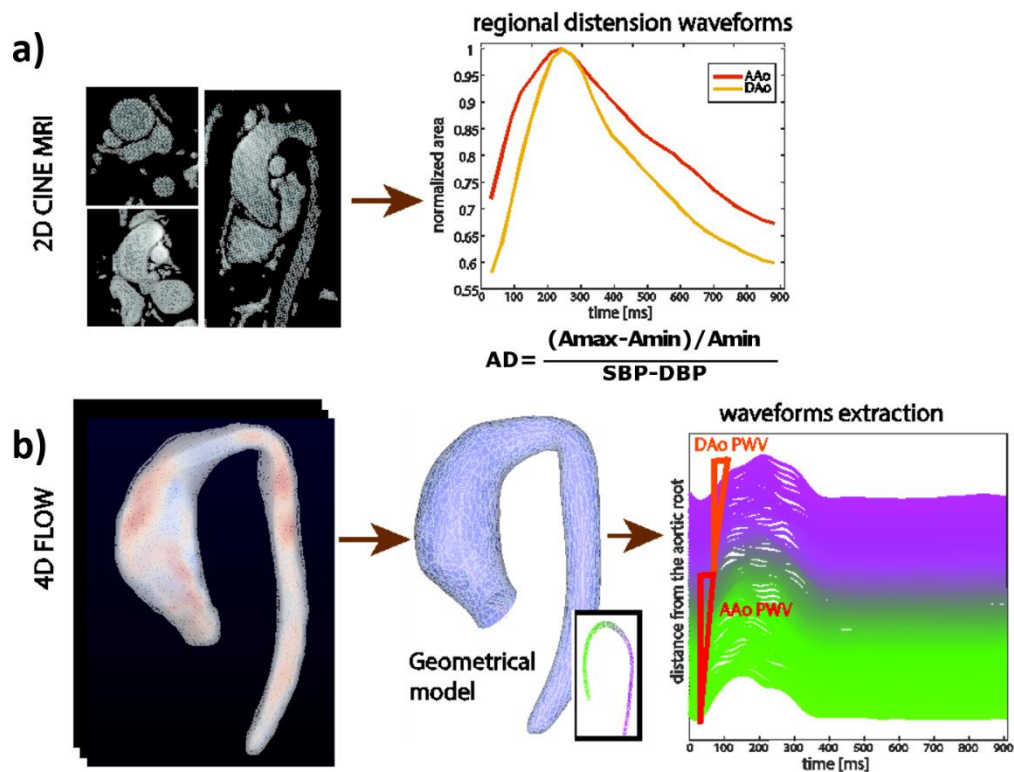 a)
2D CINE MRI
regional distension waveforms
normalized area
1
0.95
0.9
0.85
0.8
0.75
0.7
0.65
0.6
0.55
AAo
DAo
0 100 200 300 400 500 600 700 800 900
time [ms]
(Amax-Amin)/Amin
AD=
SBP-DBP
b)
4D FLOW
Geometrical
model
waveforms extraction
distance from the aortic root
DAo PWV
AAo PWV
0 100 200 300 400 500 600 700 800 900
time [ms]